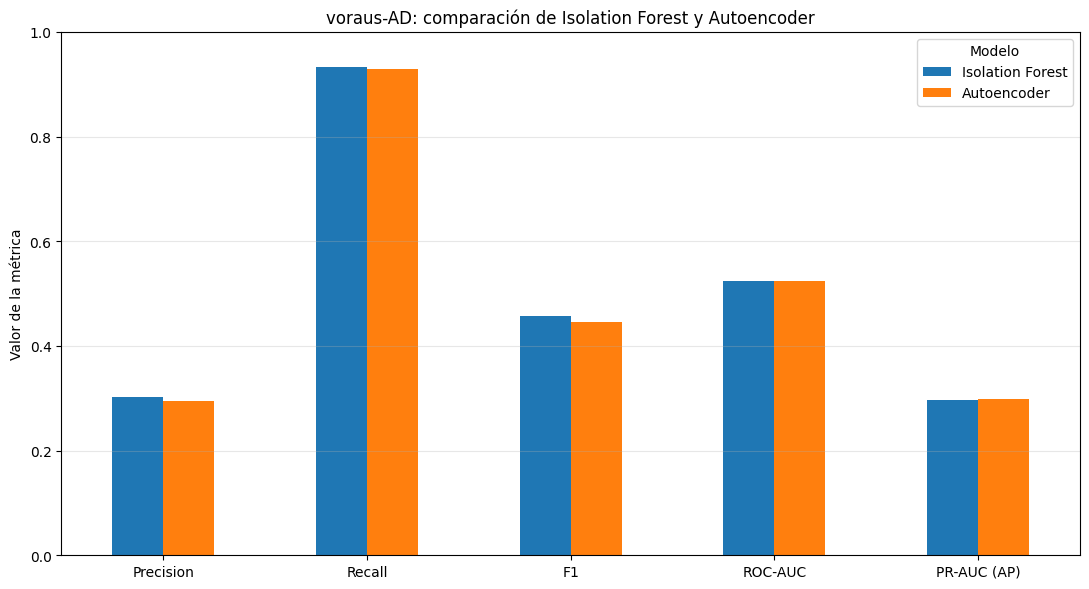 voraus-AD: comparación de Isolation Forest y Autoencoder
Modelo
Isolation Forest
Autoencoder
Valor de la métrica
1.0
0.8
0.6
0.4
0.2
0.0
Precision
Recall
F1
ROC-AUC
PR-AUC (AP)